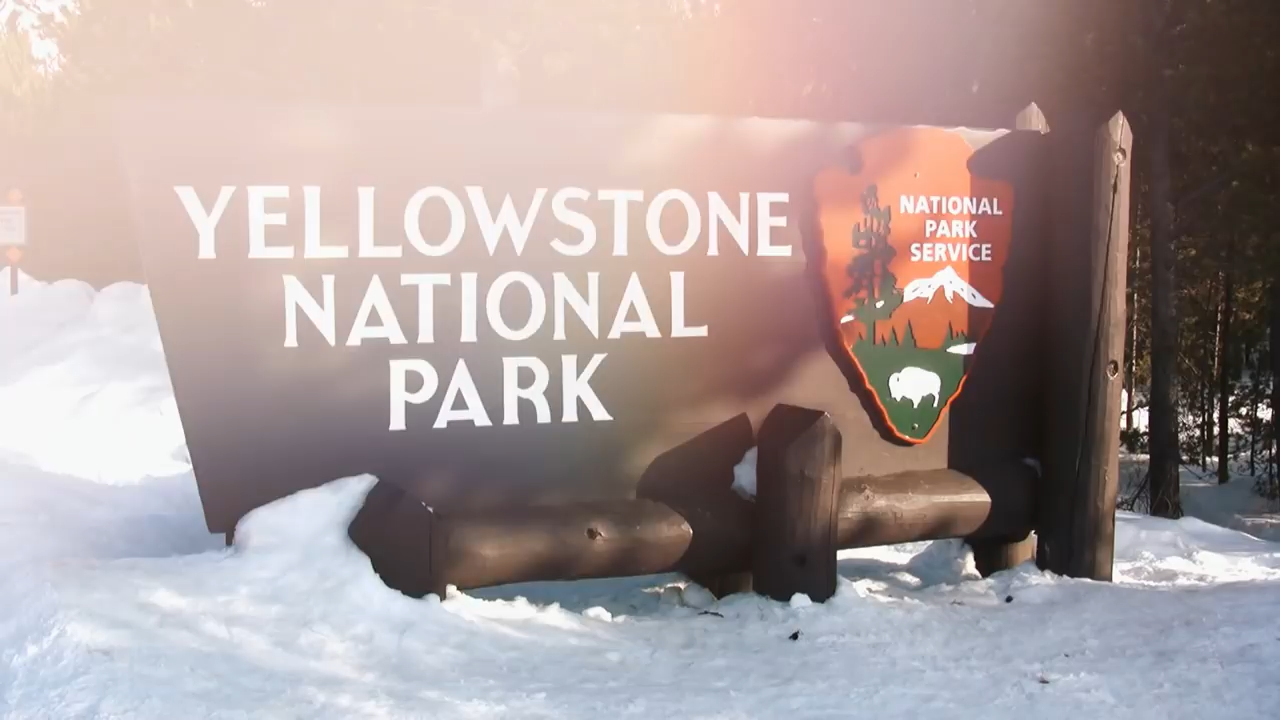 YELLOWSTONE
NATIONAL
PARK
NATIONAL
PARK
SERVICE